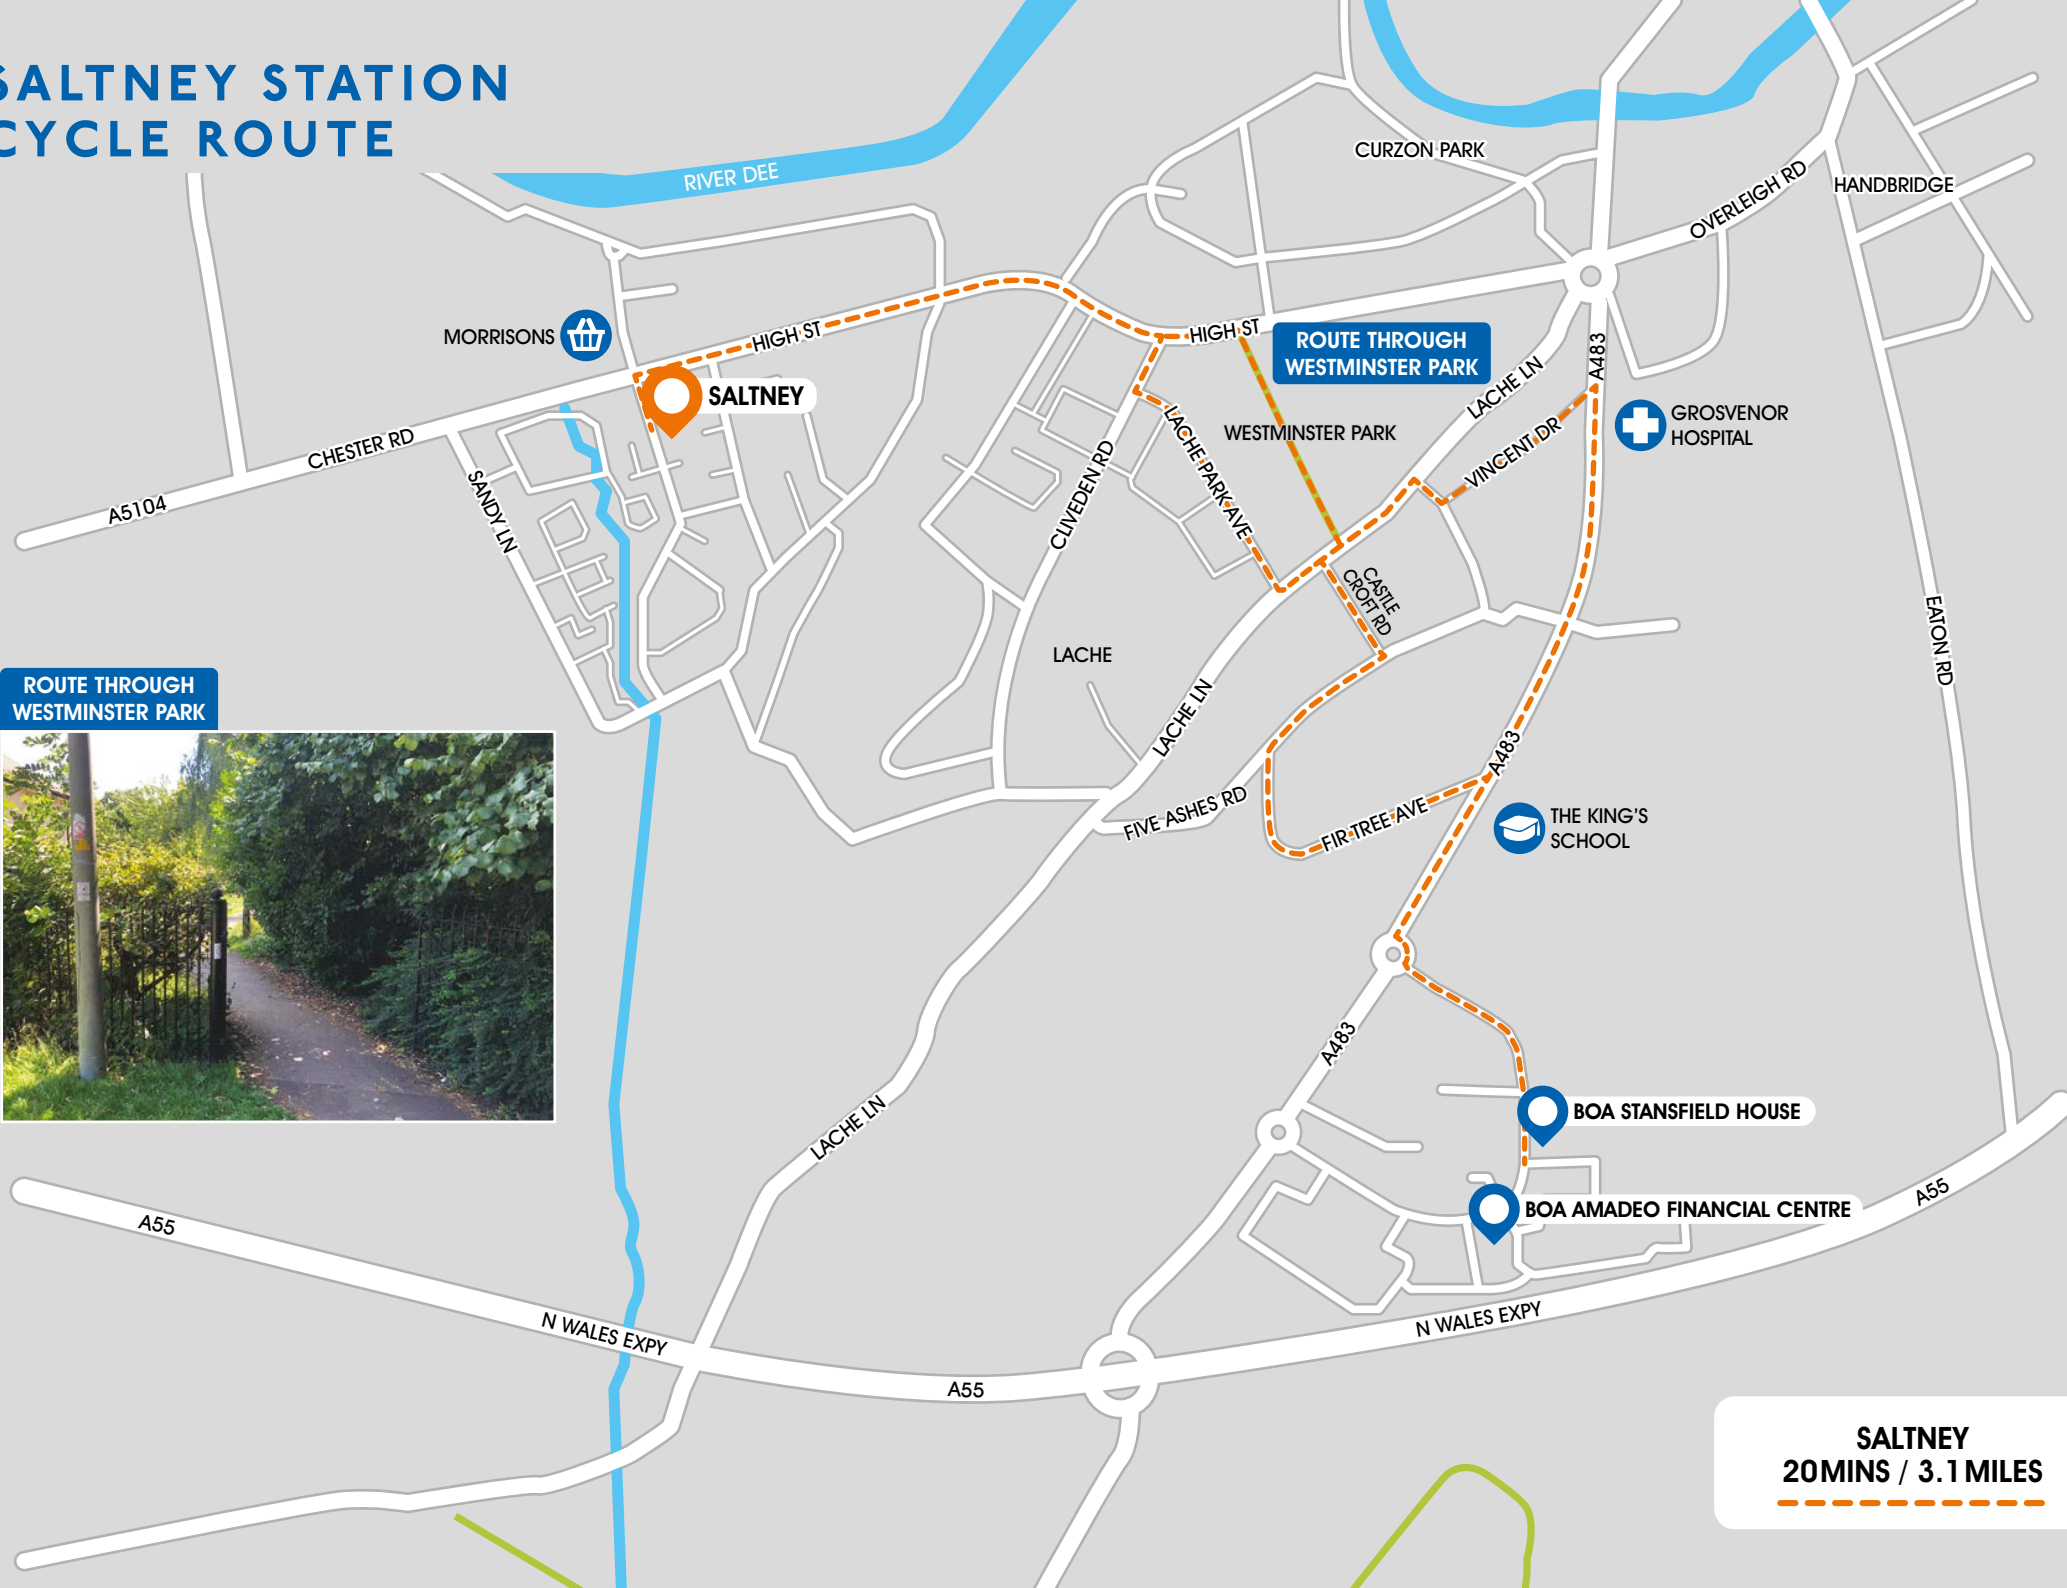 SALTNEY STATION
CYCLE ROUTE
RIVER DEE
CURZON PARK
HANDBRIDGE
OVERLEIGH RD
MORRISONS
HIGH ST
HIGH ST
ROUTE THROUGH
WESTMINSTER PARK
A483
LACHE LN
SALTNEY
GROSVENOR
HOSPITAL
WESTMINSTER PARK
VINCENT DR
CHESTER RD
A5104
SANDY LN
CLIVEDEN RD
LACHE PARK AVE
CASTLE
CROFT RD
EATON RD
LACHE
LACHE LN
ROUTE THROUGH
WESTMINSTER PARK
A483
FIVE ASHES RD
FIR TREE AVE
THE KING'S
SCHOOL
A483
LACHE LN
BOA STANSFIELD HOUSE
BOA AMADEO FINANCIAL CENTRE
A55
A55
N WALES EXPY
N WALES EXPY
A55
SALTNEY
20MINS / 3.1MILES